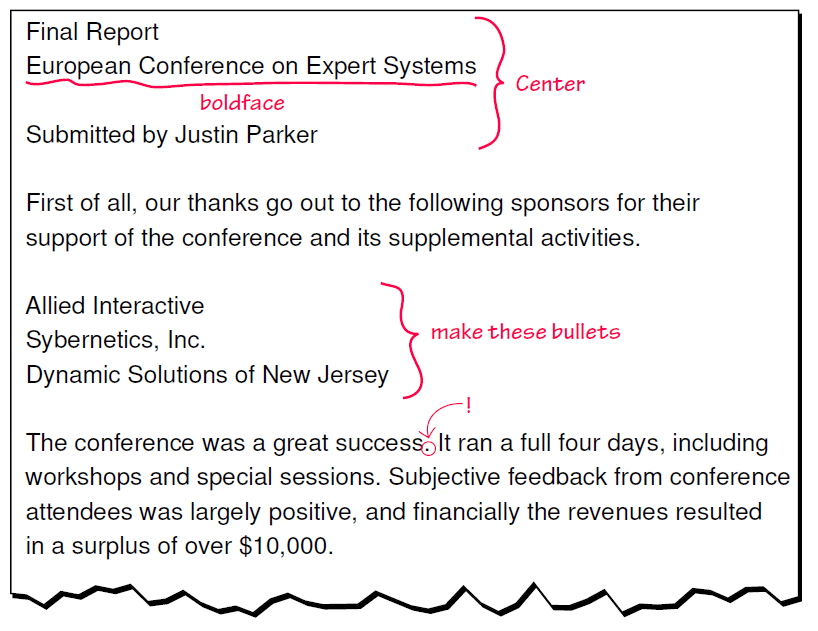 Final Report
European Conference on Expert Systems
Center
boldface
Submitted by Justin Parker
First of all, our thanks go out to the following sponsors for their
support of the conference and its supplemental activities.
Allied Interactive
Sybernetics, Inc.
make these bullets
Dynamic Solutions of New Jersey
!
The conference was a great success. It ran a full four days, including
workshops and special sessions. Subjective feedback from conference
attendees was largely positive, and financially the revenues resulted
in a surplus of over $10,000.